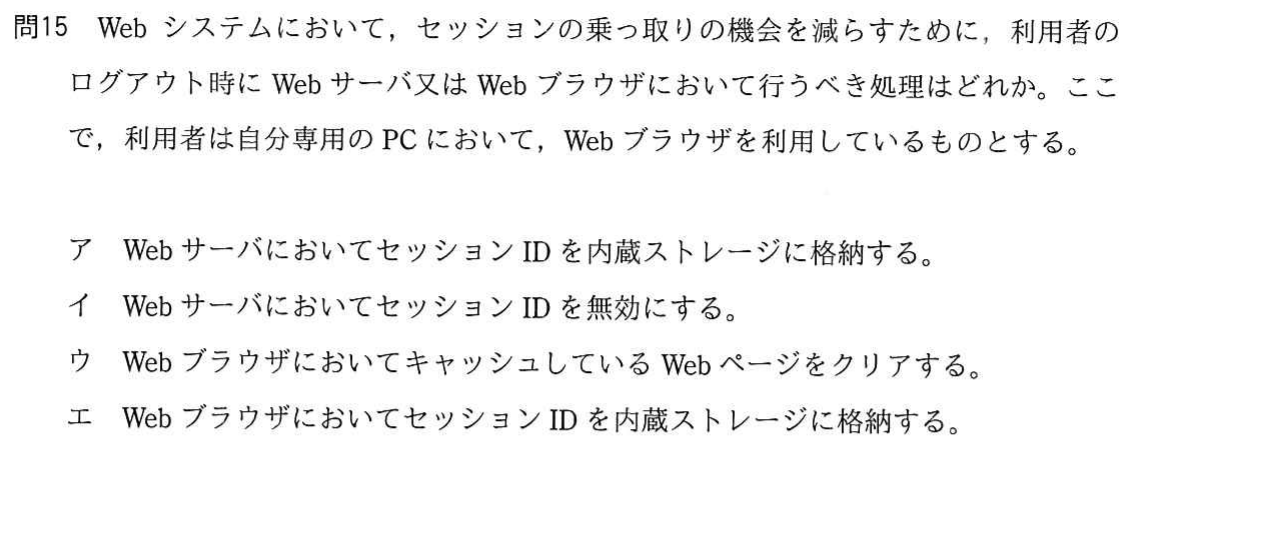 問15 Web システムにおいて，セッションの乗っ取りの機会を減らすために，利用者の
ログアウト時に Web サーバ又は Web ブラウザにおいて行うべき処理はどれか。ここ
で，利用者は自分専用の PC において，Web ブラウザを利用しているものとする。
ア Web サーバにおいてセッション ID を内蔵ストレージに格納する。
イ Web サーバにおいてセッション ID を無効にする。
ウ Web ブラウザにおいてキャッシュしている Web ページをクリアする。
エ Web ブラウザにおいてセッション ID を内蔵ストレージに格納する。